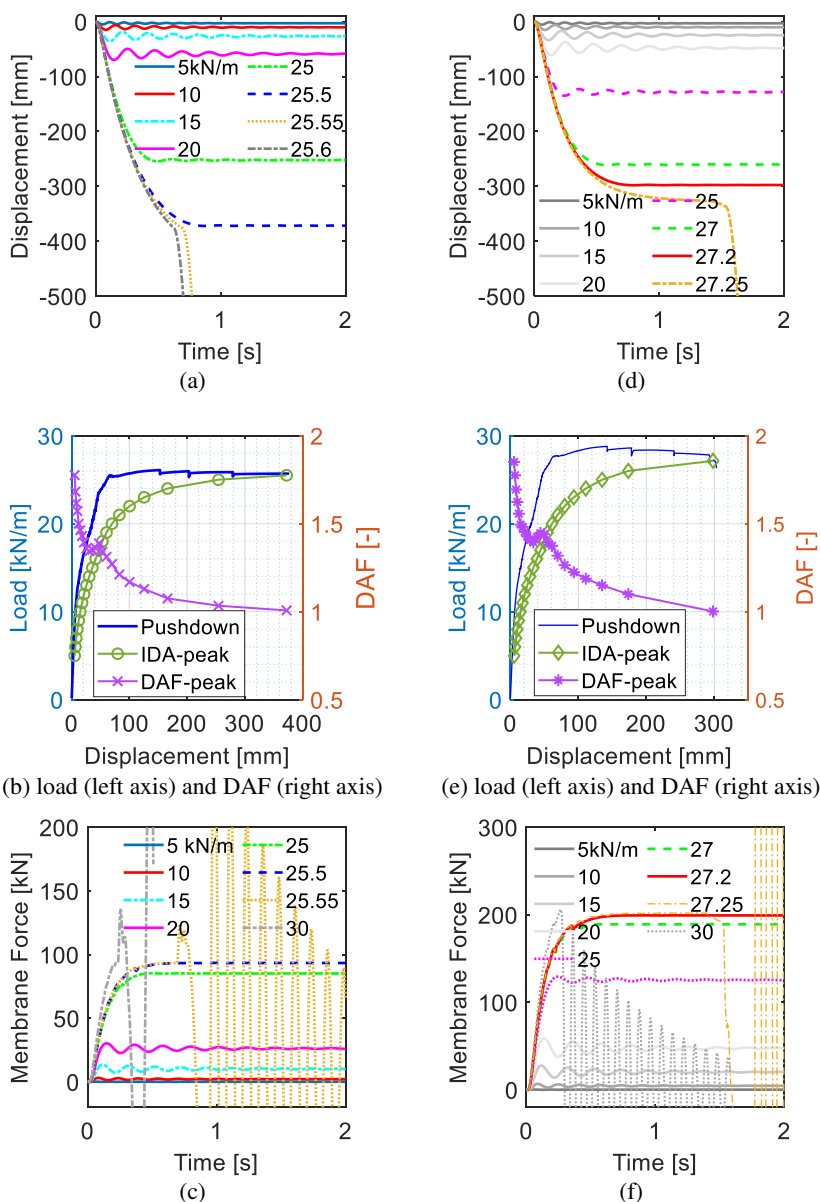 0
-100
-200
-300
-400
-500
Displacement [mm]
5kN/m
10
15
20
25
25.5
25.55
25.6
0 1 2
Time [s]
(a)
0
-100
-200
-300
-400
-500
Displacement [mm]
5kN/m
10
15
20
25
27
27.2
27.25
0 1 2
Time [s]
(d)
30
20
10
0
Load [kN/m]
2
1.5
1
0.5
DAF [-]
Pushdown
IDA-peak
DAF-peak
0 100 200 300 400
Displacement [mm]
(b) load (left axis) and DAF (right axis)
30
20
10
0
Load [kN/m]
2
1.5
1
0.5
DAF [-]
Pushdown
IDA-peak
DAF-peak
0 100 200 300
Displacement [mm]
(e) load (left axis) and DAF (right axis)
200
150
100
50
0
Membrane Force [kN]
5 kN/m
10
15
20
25
25.5
25.55
30
0 1 2
Time [s]
(c)
300
200
100
0
Membrane Force [kN]
5kN/m
10
15
20
25
27
27.2
27.25
30
0 1 2
Time [s]
(f)